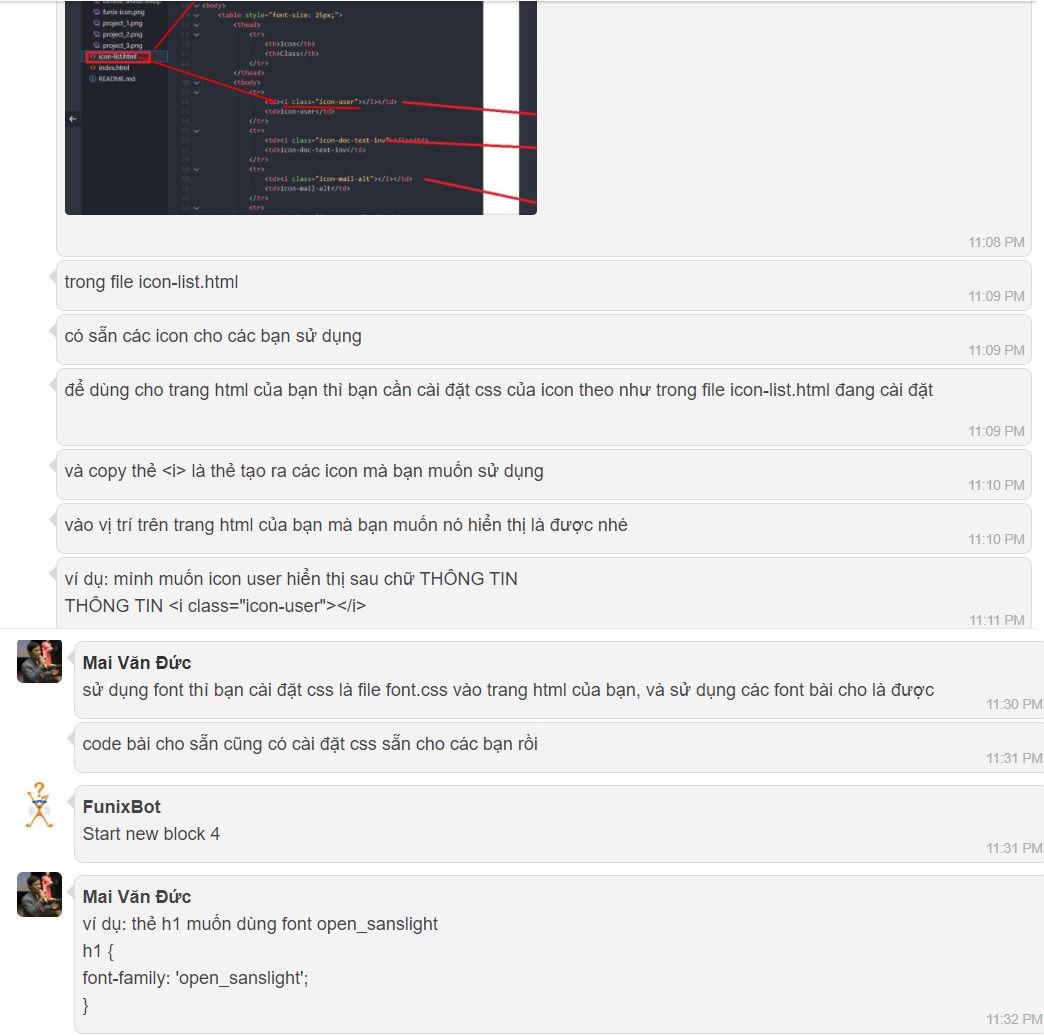 funix-icon.png
project_1.png
project_2.png
project_3.png
icon-list.html
index.html
README.md
<body>
<table style="font-size: 25px;">
<thead>
<tr>
<th>Icon</th>
<th>Class</th>
</tr>
</thead>
<tbody>
<tr>
<td><i class="icon-user"></i></td>
<td>icon-user</td>
</tr>
<tr>
<td><i class="icon-doc-text-inv"></i></td>
<td>icon-doc-text-inv</td>
</tr>
<tr>
<td><i class="icon-mail-alt"></i></td>
<td>icon-mail-alt</td>
</tr>
<tr>
11:08 PM
trong file icon-list.html
11:09 PM
có sẵn các icon cho các bạn sử dụng
11:09 PM
để dùng cho trang html của bạn thì bạn cần cài đặt css của icon theo như trong file icon-list.html đang cài đặt
11:09 PM
và copy thẻ <i> là thẻ tạo ra các icon mà bạn muốn sử dụng
11:10 PM
vào vị trí trên trang html của bạn mà bạn muốn nó hiển thị là được nhé
11:10 PM
ví dụ: mình muốn icon user hiển thị sau chữ THÔNG TIN
THÔNG TIN <i class="icon-user"></i>
11:11 PM
Mai Văn Đức
sử dụng font thì bạn cài đặt css là file font.css vào trang html của bạn, và sử dụng các font bài cho là được
11:30 PM
code bài cho sẵn cũng có cài đặt css sẵn cho các bạn rồi
11:31 PM
FunixBot
Start new block 4
11:31 PM
Mai Văn Đức
ví dụ: thẻ h1 muốn dùng font open_sanslight
h1 {
font-family: 'open_sanslight';
}
11:32 PM